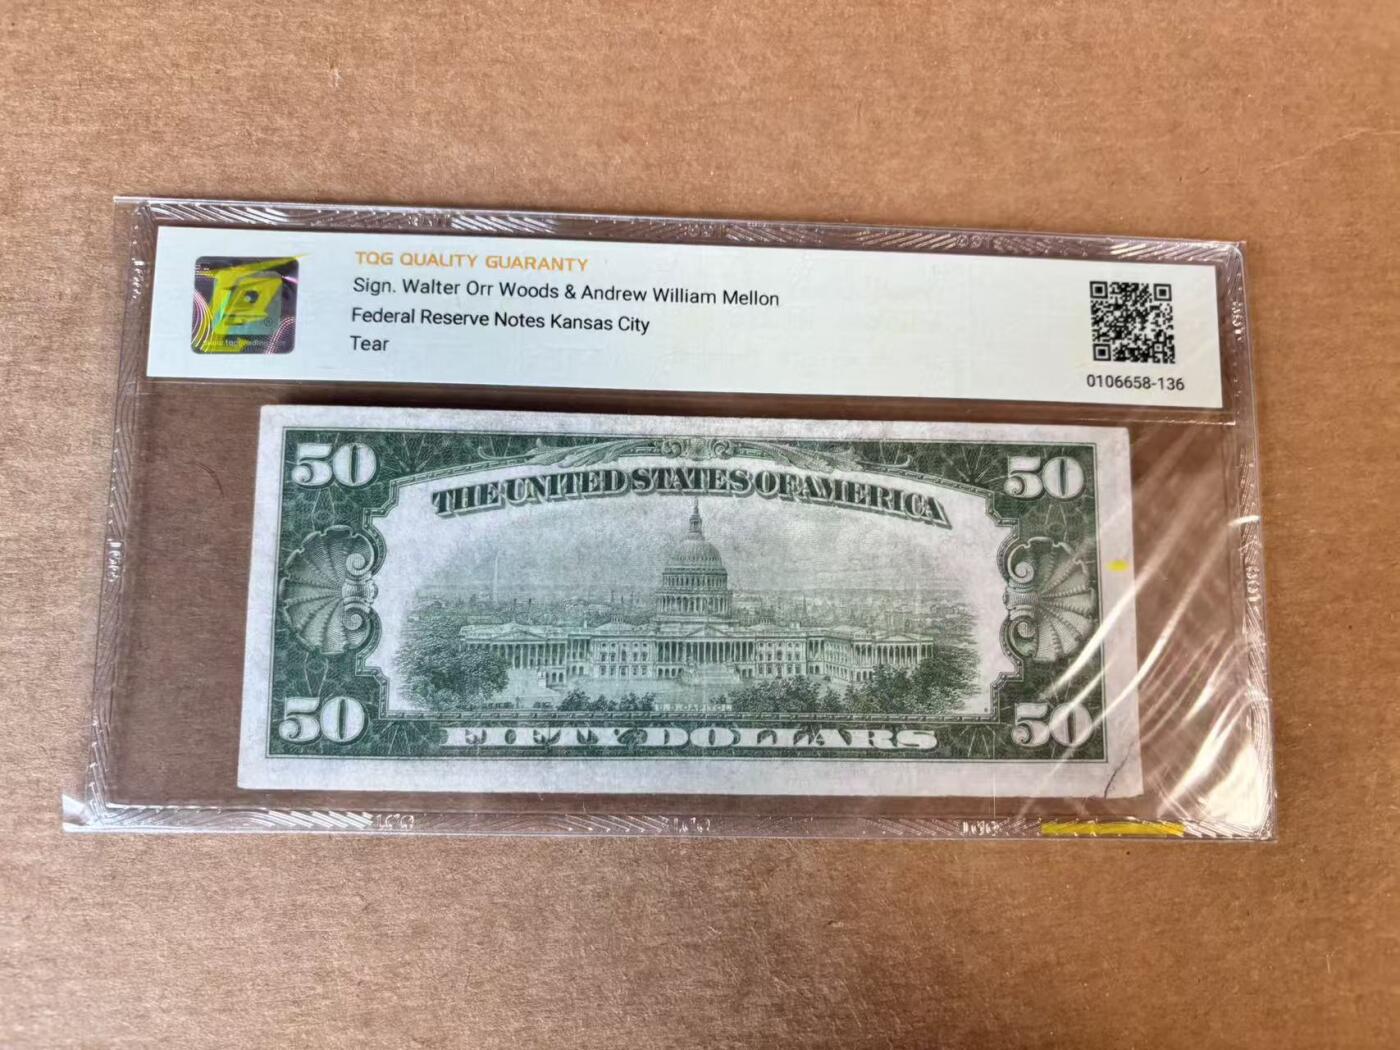 TQG QUALITY GUARANTY
Sign. Walter Orr Woods & Andrew William Mellon
Federal Reserve Notes Kansas City
Tear
0106658-136
50
50
THE UNITED STATES OF AMERICA
U.S. CAPITOL
50
50
FIFTY DOLLARS